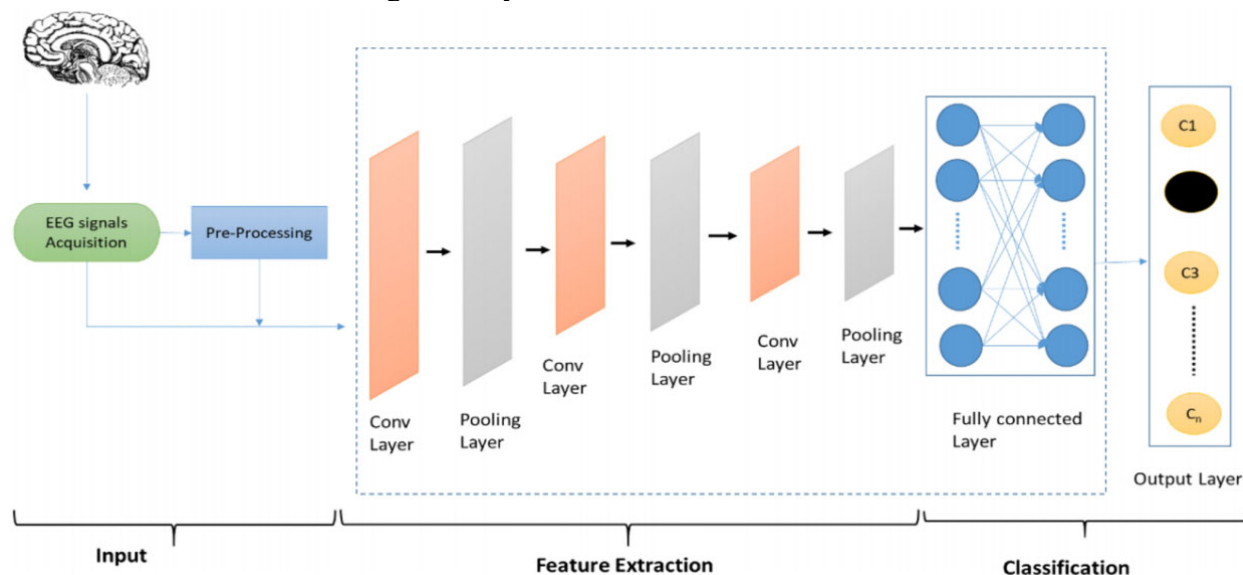 EEG signals
Acquisition
Pre-Processing
Conv
Layer
Pooling
Layer
Conv
Layer
Pooling
Layer
Conv
Layer
Pooling
Layer
Fully connected
Layer
C1
C3
Cn
Output Layer
Input
Feature Extraction
Classification